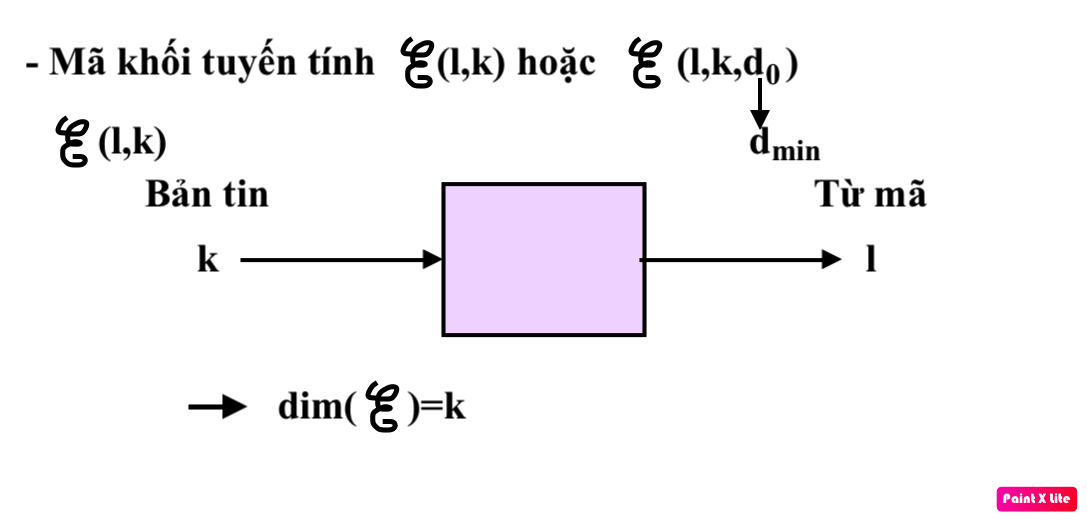 - Mã khối tuyến tính ξ(l,k) hoặc ξ (l,k,d₀)
ξ (l,k)
dₘᵢₙ
Bản tin
Từ mã
k
l
dim( ξ )=k
Paint X Lite